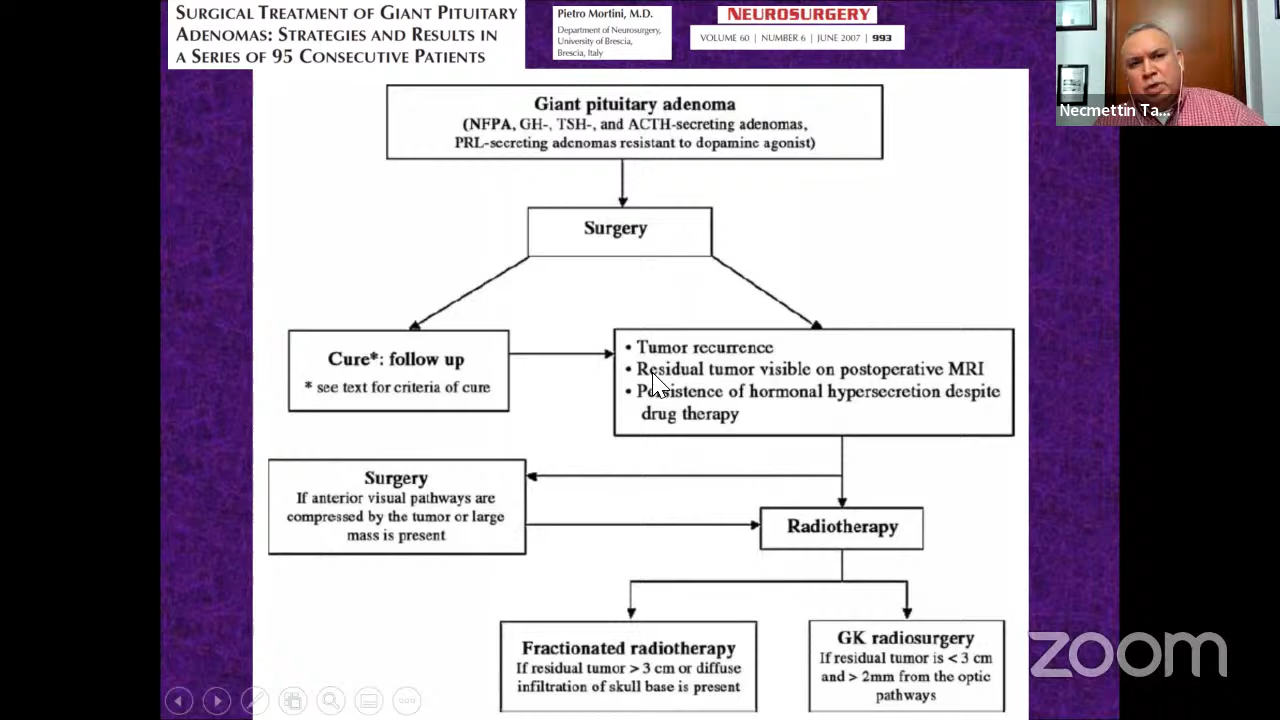 SURGICAL TREATMENT OF GIANT PITUITARY
ADENOMAS: STRATEGIES AND RESULTS IN
A SERIES OF 95 CONSECUTIVE PATIENTS
Pietro Mortini, M.D.
Department of Neurosurgery,
University of Brescia,
Brescia, Italy
NEUROSURGERY
VOLUME 60 | NUMBER 6 | JUNE 2007 | 993
Necmettin Ta...
Giant pituitary adenoma
(NFPA, GH-, TSH-, and ACTH-secreting adenomas,
PRL-secreting adenomas resistant to dopamine agonist)
Surgery
Cure*: follow up
* see text for criteria of cure
• Tumor recurrence
• Residual tumor visible on postoperative MRI
• Persistence of hormonal hypersecretion despite
drug therapy
Surgery
If anterior visual pathways are
compressed by the tumor or large
mass is present
Radiotherapy
Fractionated radiotherapy
If residual tumor > 3 cm or diffuse
infiltration of skull base is present
GK radiosurgery
If residual tumor is < 3 cm
and > 2mm from the optic
pathways
zoom